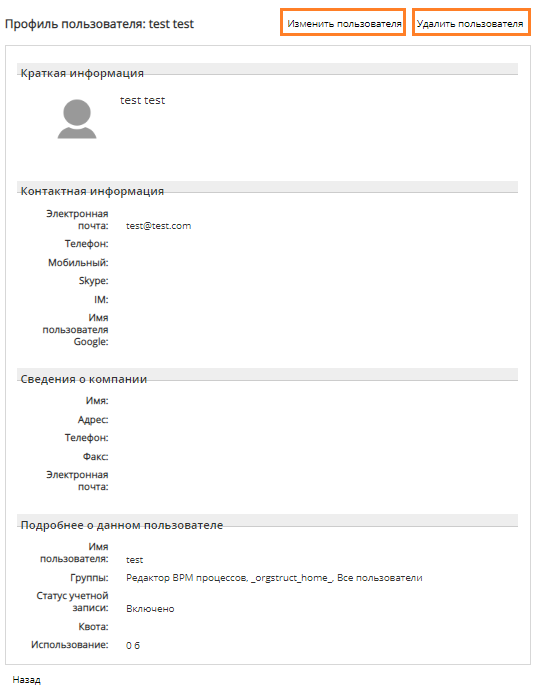 Профиль пользователя: test test
Изменить пользователя
Удалить пользователя
Краткая информация
test test
Контактная информация
Электронная
почта:
test@test.com
Телефон:
Мобильный:
Skype:
IM:
Имя
пользователя
Google:
Сведения о компании
Имя:
Адрес:
Телефон:
Факс:
Электронная
почта:
Подробнее о данном пользователе
Имя
пользователя:
test
Группы:
Редактор BPM процессов, _orgstruct_home_, Все пользователи
Статус учетной
записи:
Включено
Квота:
Использование:
0 б
Назад